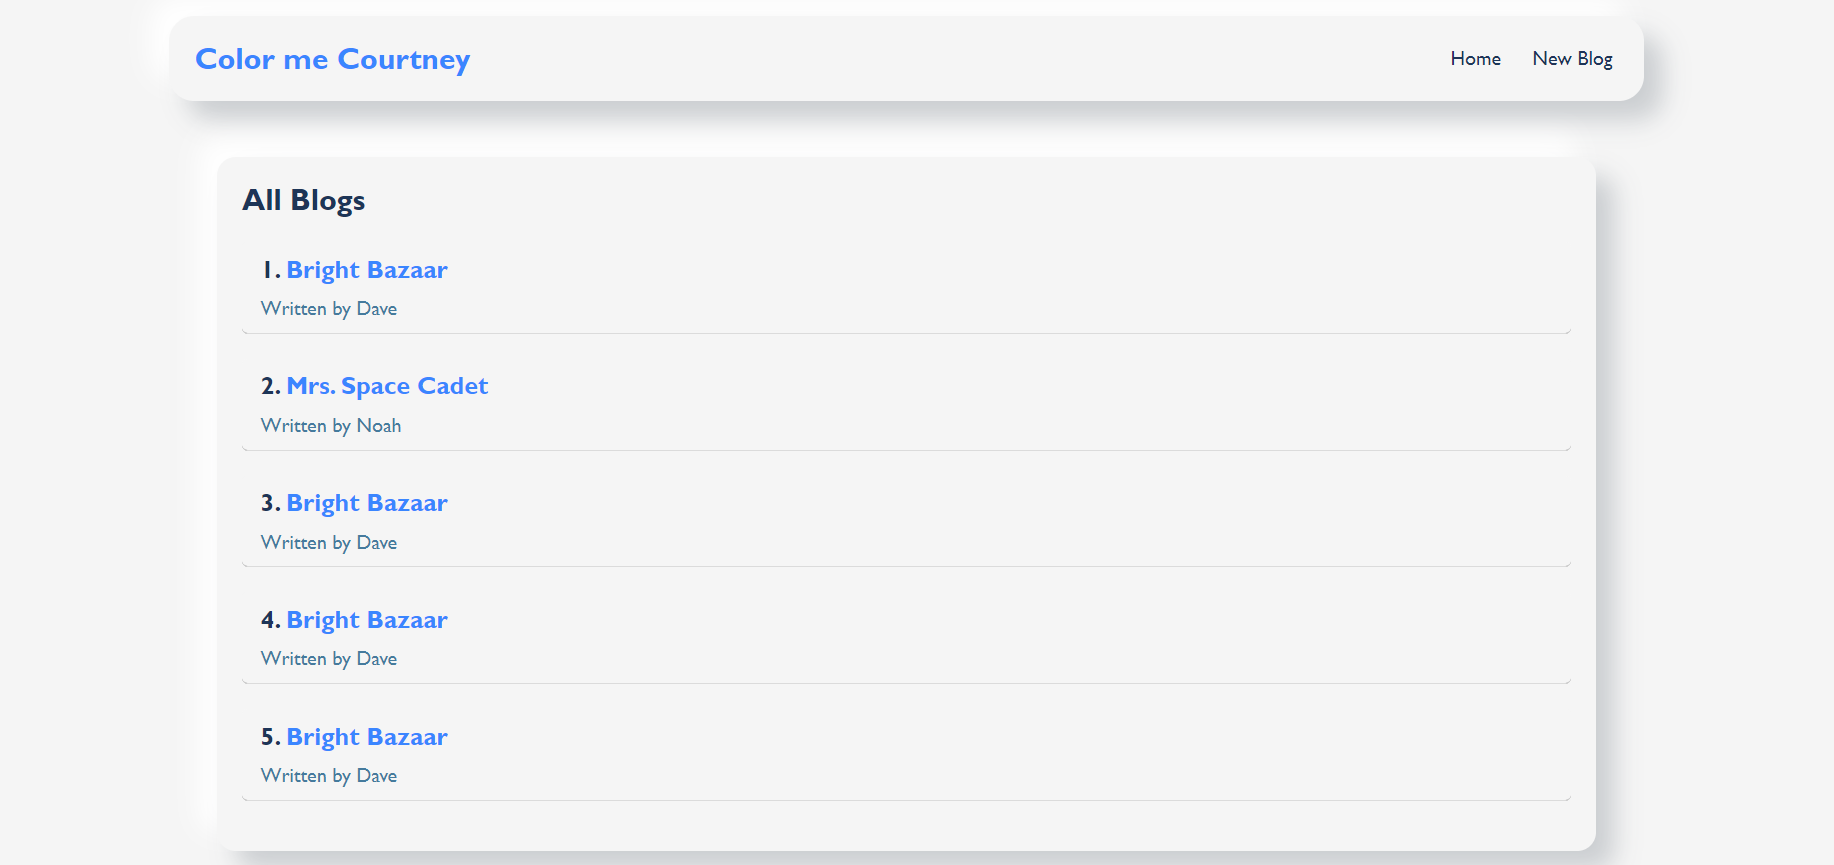 Color me Courtney
Home New Blog
All Blogs
1. Bright Bazaar
Written by Dave
2. Mrs. Space Cadet
Written by Noah
3. Bright Bazaar
Written by Dave
4. Bright Bazaar
Written by Dave
5. Bright Bazaar
Written by Dave